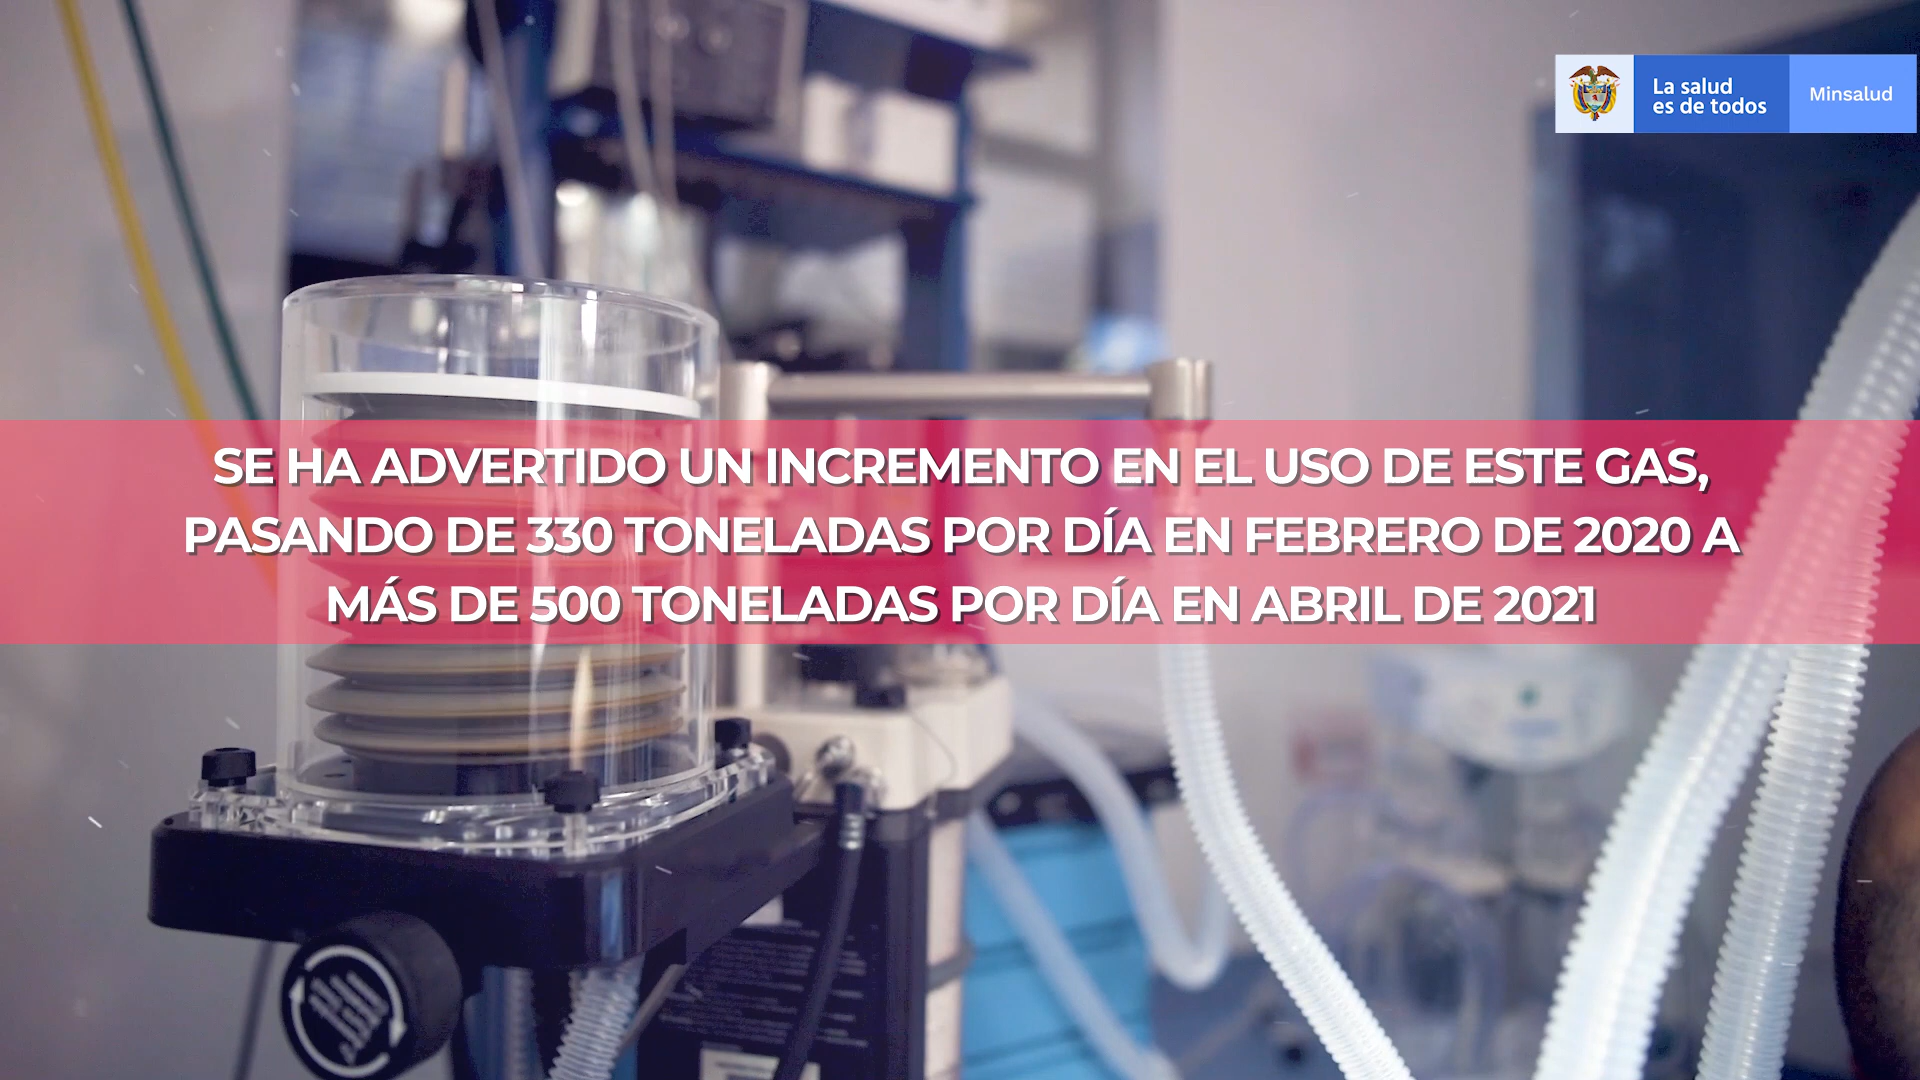 La salud
es de todos
Minsalud
SE HA ADVERTIDO UN INCREMENTO EN EL USO DE ESTE GAS,
PASANDO DE 330 TONELADAS POR DÍA EN FEBRERO DE 2020 A
MÁS DE 500 TONELADAS POR DÍA EN ABRIL DE 2021